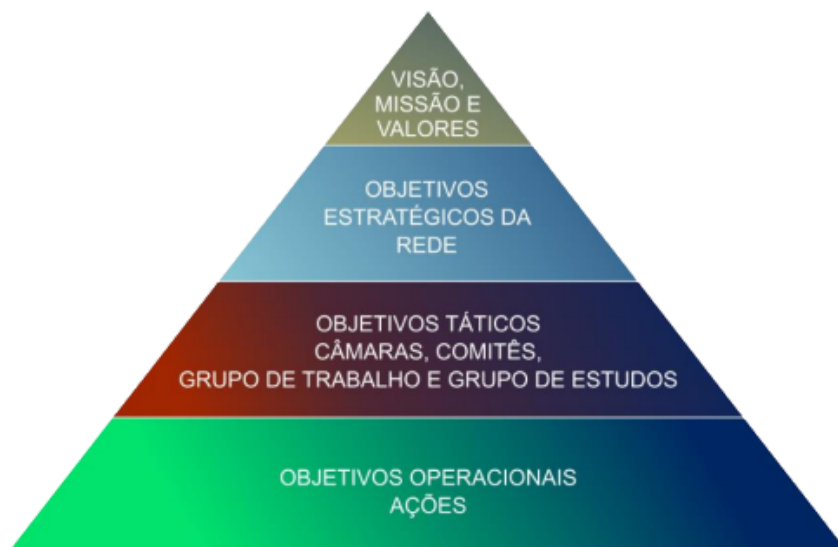 VISÃO,
MISSÃO E
VALORES
OBJETIVOS
ESTRATÉGICOS DA
REDE
OBJETIVOS TÁTICOS
CÂMARAS, COMITÊS,
GRUPO DE TRABALHO E GRUPO DE ESTUDOS
OBJETIVOS OPERACIONAIS
AÇÕES